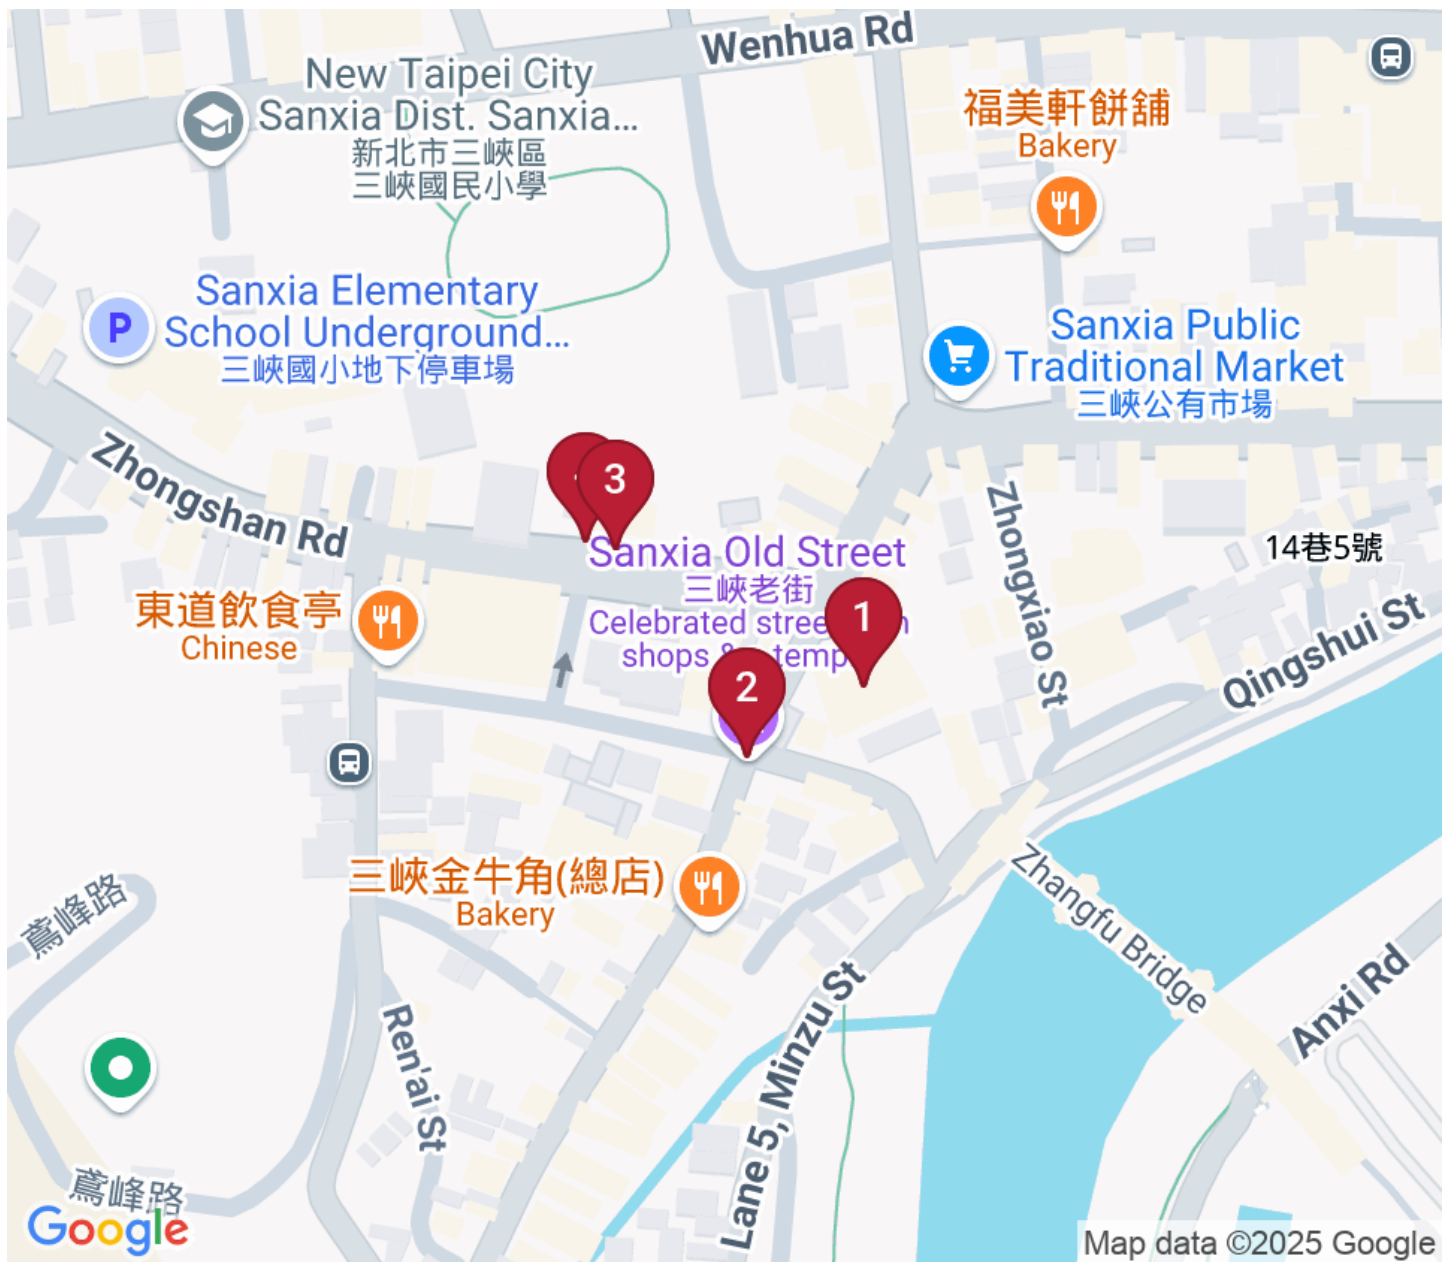 Wenhua Rd
New Taipei City
Sanxia Dist. Sanxia...
新北市三峽區
三峽國民小學
福美軒餅舖
Bakery
P
Sanxia Elementary
School Underground...
三峽國小地下停車場
Sanxia Public
Traditional Market
三峽公有市場
Zhongshan Rd
3
Sanxia Old Street
三峽老街
Celebrated
shops
1
2
Zhongxiao St
14巷5號
Qingshui St
東道飲食亭
Chinese
三峽金牛角(總店)
Bakery
Zhangfu Bridge
Anxi Rd
鳶峰路
Ren'ai St
Lane 5, Minzu St
鳶峰路
Google
Map data ©2025 Google